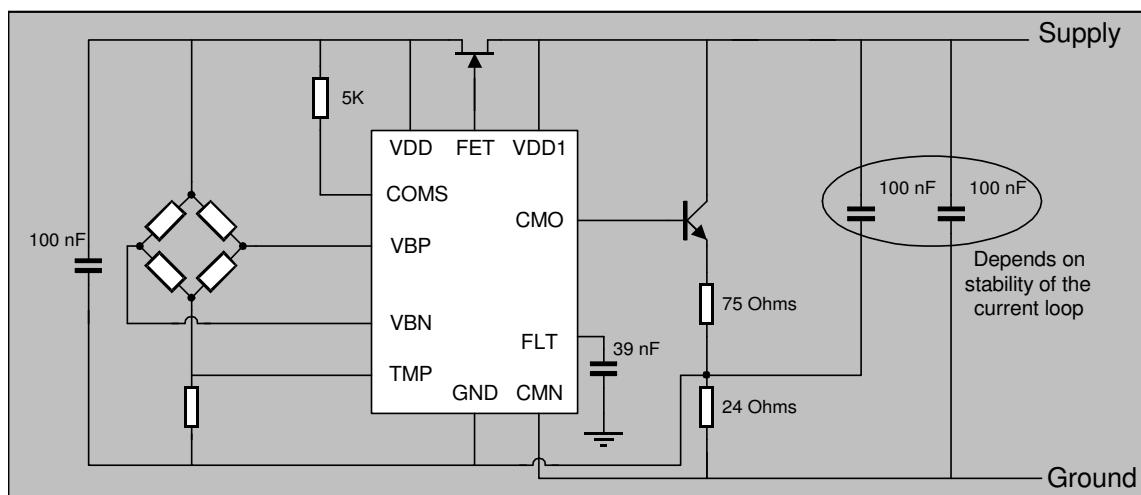 Supply
5K
VDD FET VDD1
COMS
100 nF 100 nF
CMO
100 nF
VBP
Depends on
stability of the
current loop
75 Ohms
VBN
FLT
39 nF
TMP
GND CMN
24 Ohms
Ground